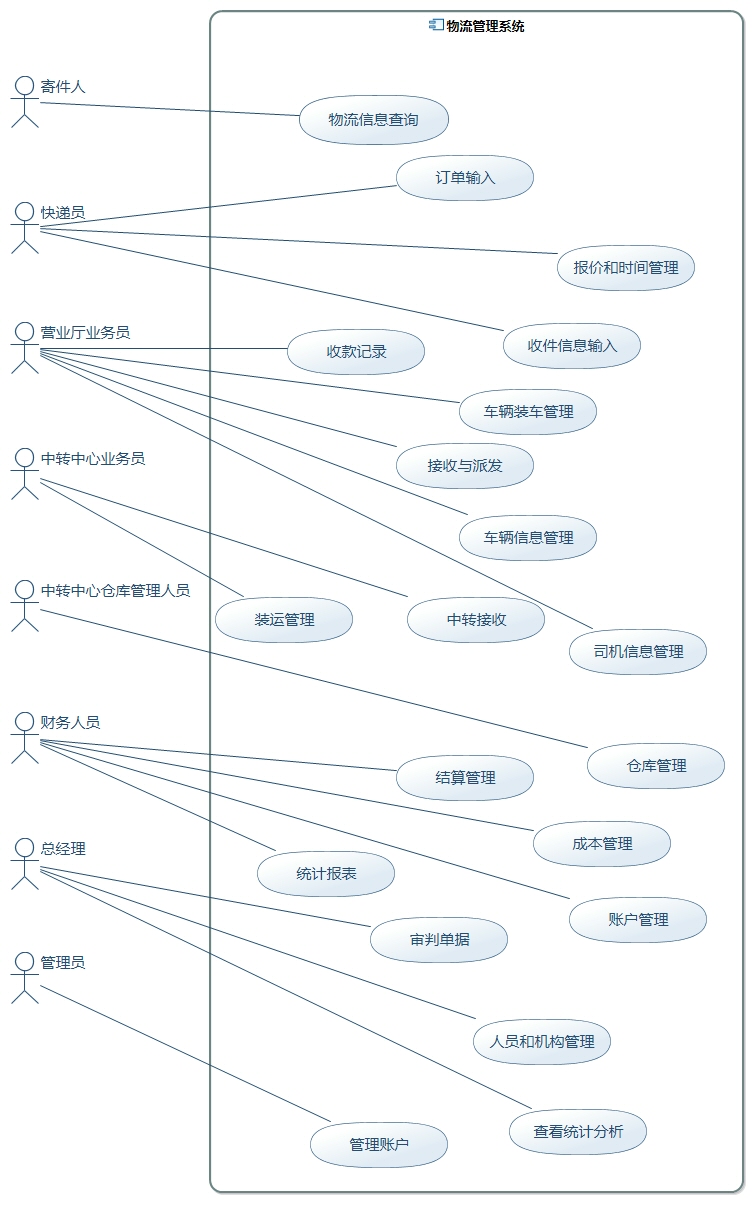 物流管理系统
寄件人
物流信息查询
订单输入
快递员
报价和时间管理
营业厅业务员
收件信息输入
收款记录
车辆装车管理
中转中心业务员
接收与派发
车辆信息管理
中转中心仓库管理人员
装运管理
中转接收
司机信息管理
财务人员
仓库管理
结算管理
成本管理
总经理
统计报表
账户管理
审判单据
管理员
人员和机构管理
查看统计分析
管理账户